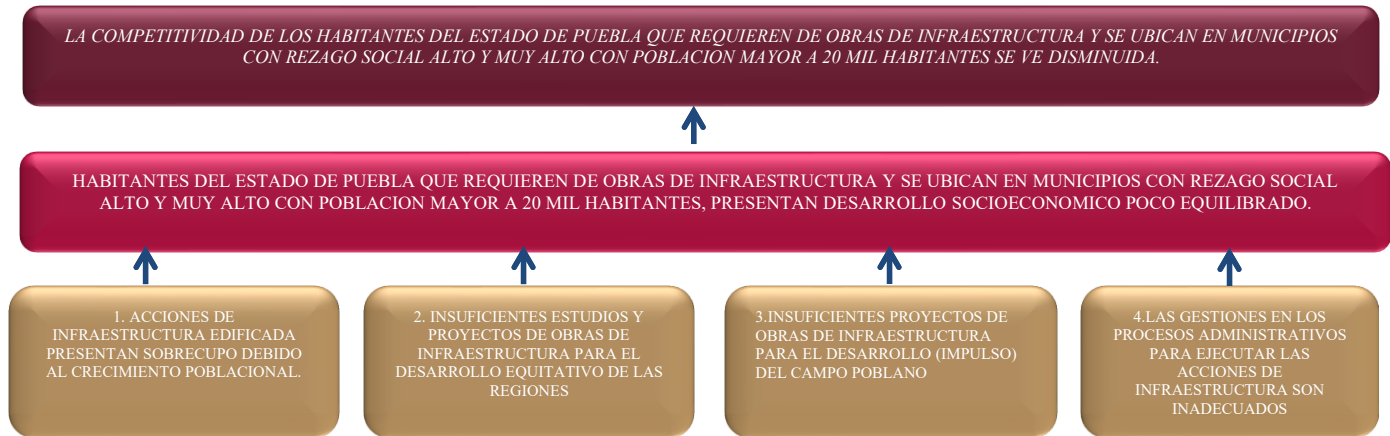 LA COMPETITIVIDAD DE LOS HABITANTES DEL ESTADO DE PUEBLA QUE REQUIEREN DE OBRAS DE INFRAESTRUCTURA Y SE UBICAN EN MUNICIPIOS
CON REZAGO SOCIAL ALTO Y MUY ALTO CON POBLACION MAYOR A 20 MIL HABITANTES SE VE DISMINUIDA.
HABITANTES DEL ESTADO DE PUEBLA QUE REQUIEREN DE OBRAS DE INFRAESTRUCTURA Y SE UBICAN EN MUNICIPIOS CON REZAGO SOCIAL
ALTO Y MUY ALTO CON POBLACION MAYOR A 20 MIL HABITANTES, PRESENTAN DESARROLLO SOCIOECONOMICO POCO EQUILIBRADO.
1. ACCIONES DE
INFRAESTRUCTURA EDIFICADA
PRESENTAN SOBRECUPO DEBIDO
AL CRECIMIENTO POBLACIONAL.
2. INSUFICIENTES ESTUDIOS Y
PROYECTOS DE OBRAS DE
INFRAESTRUCTURA PARA EL
DESARROLLO EQUITATIVO DE LAS
REGIONES
3.INSUFICIENTES PROYECTOS DE
OBRAS DE INFRAESTRUCTURA
PARA EL DESARROLLO (IMPULSO)
DEL CAMPO POBLANO
4.LAS GESTIONES EN LOS
PROCESOS ADMINISTRATIVOS
PARA EJECUTAR LAS
ACCIONES DE
INFRAESTRUCTURA SON
INADECUADOS